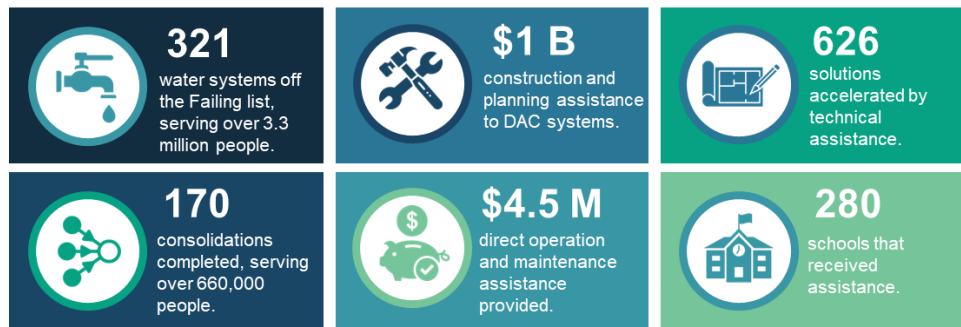 321
water systems off
the Failing list,
serving over 3.3
million people.
$1 B
construction and
planning assistance
to DAC systems.
626
solutions
accelerated by
technical
assistance.
170
consolidations
completed, serving
over 660,000
people.
$
$4.5 M
direct operation
and maintenance
assistance
provided.
280
schools that
received
assistance.